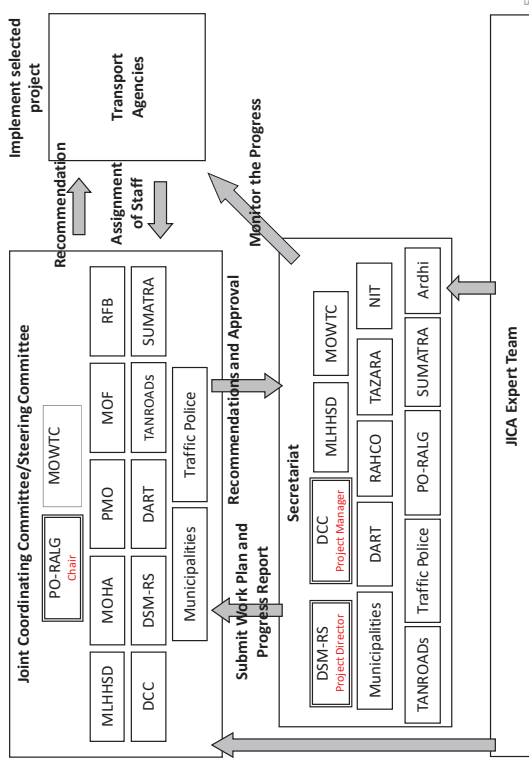 Joint Coordinating Committee/Steering Committee
PO-RALG
Chair
MOWTC
MLHHSD
MOHA
PMO
MOF
RFB
DCC
DSM-RS
DART
TANROADs
SUMATRA
Municipalities
Traffic Police
Implement selected
project
Transport
Agencies
Recommendation
Assignment
of Staff
Monitor the Progress
Submit Work Plan and
Progress Report
Recommendations and Approval
Secretariat
DSM-RS
Project Director
DCC
Project Manager
MLHHSD
MOWTC
Municipalities
DART
RAHCO
TAZARA
NIT
TANROADs
Traffic Police
PO-RALG
SUMATRA
Ardhi
JICA Expert Team